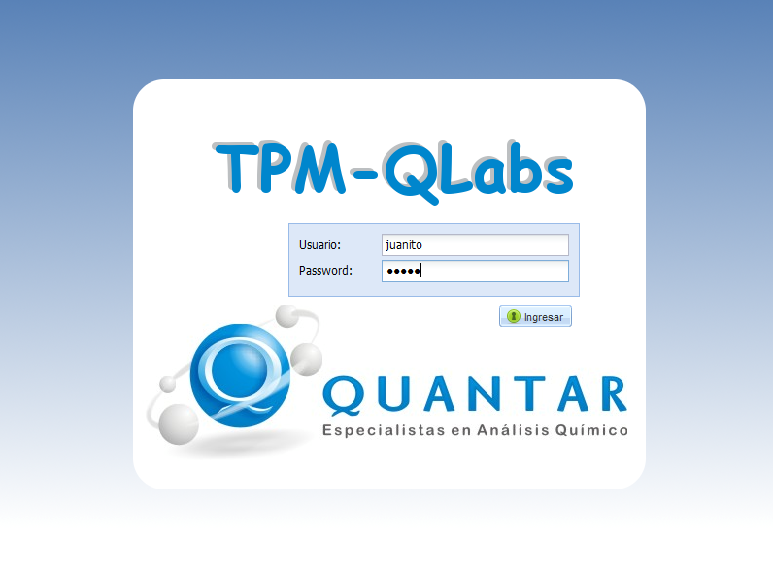 TPM-QLabs
Usuario: juanito
Password: •••••
Ingresar
QUANTAR
Especialistas en Análisis Químico